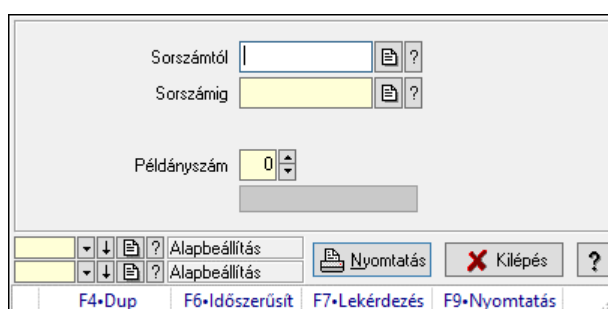 Sorszámtól ?
Sorszámig ?
Példányszám 0
? Alapbeállítás
? Alapbeállítás
Nyomtatás Kilépés ?
F4•Dup F6•Időszerűsít F7•Lekérdezés F9•Nyomtatás